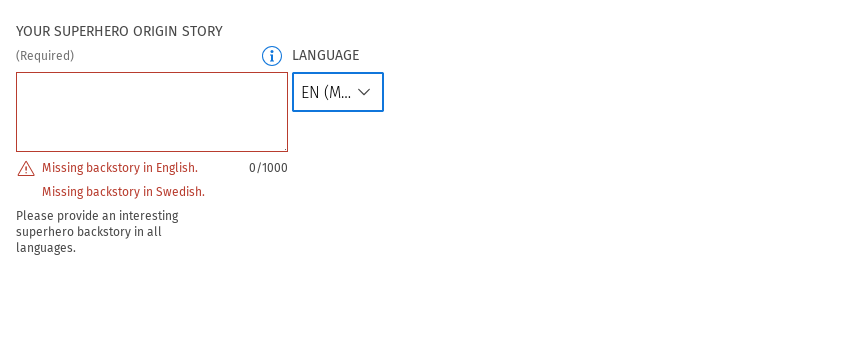 YOUR SUPERHERO ORIGIN STORY
(Required)
LANGUAGE
EN (M...
Missing backstory in English.
0/1000
Missing backstory in Swedish.
Please provide an interesting
superhero backstory in all
languages.